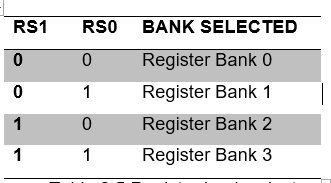 RS1 RS0 BANK SELECTED
0 0 Register Bank 0
0 1 Register Bank 1
1 0 Register Bank 2
1 1 Register Bank 3